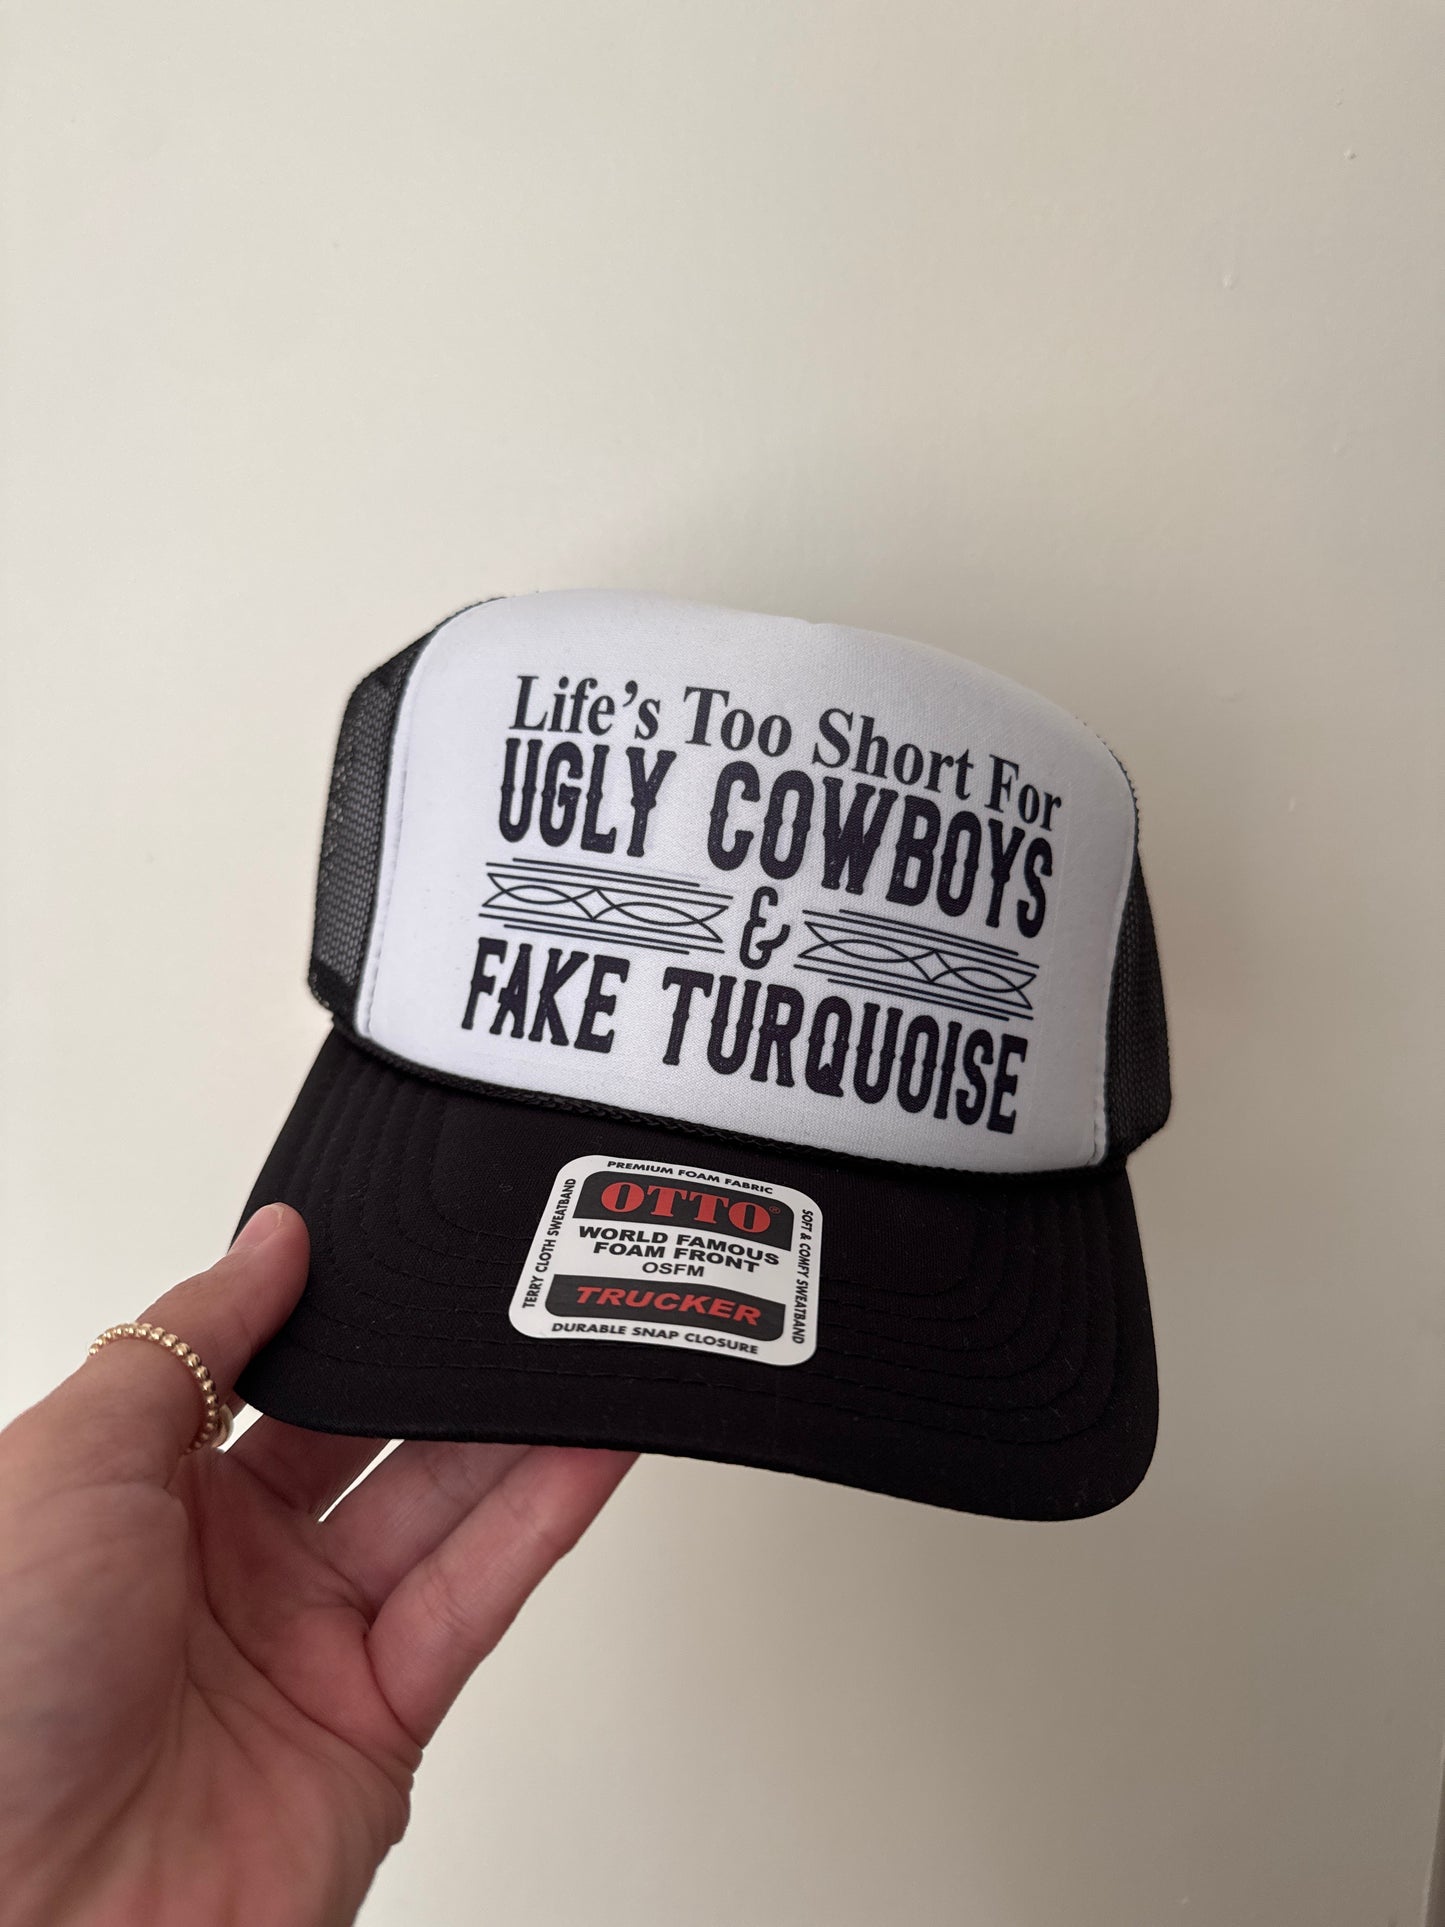 Life's Too Short For
UGLY COWBOYS
&
FAKE TURQUOISE
PREMIUM FOAM FABRIC
TERRY CLOTH SWEATBAND
OTTO®
WORLD FAMOUS
FOAM FRONT
OSFM
TRUCKER
SOFT & COMFY SWEATBAND
DURABLE SNAP CLOSURE